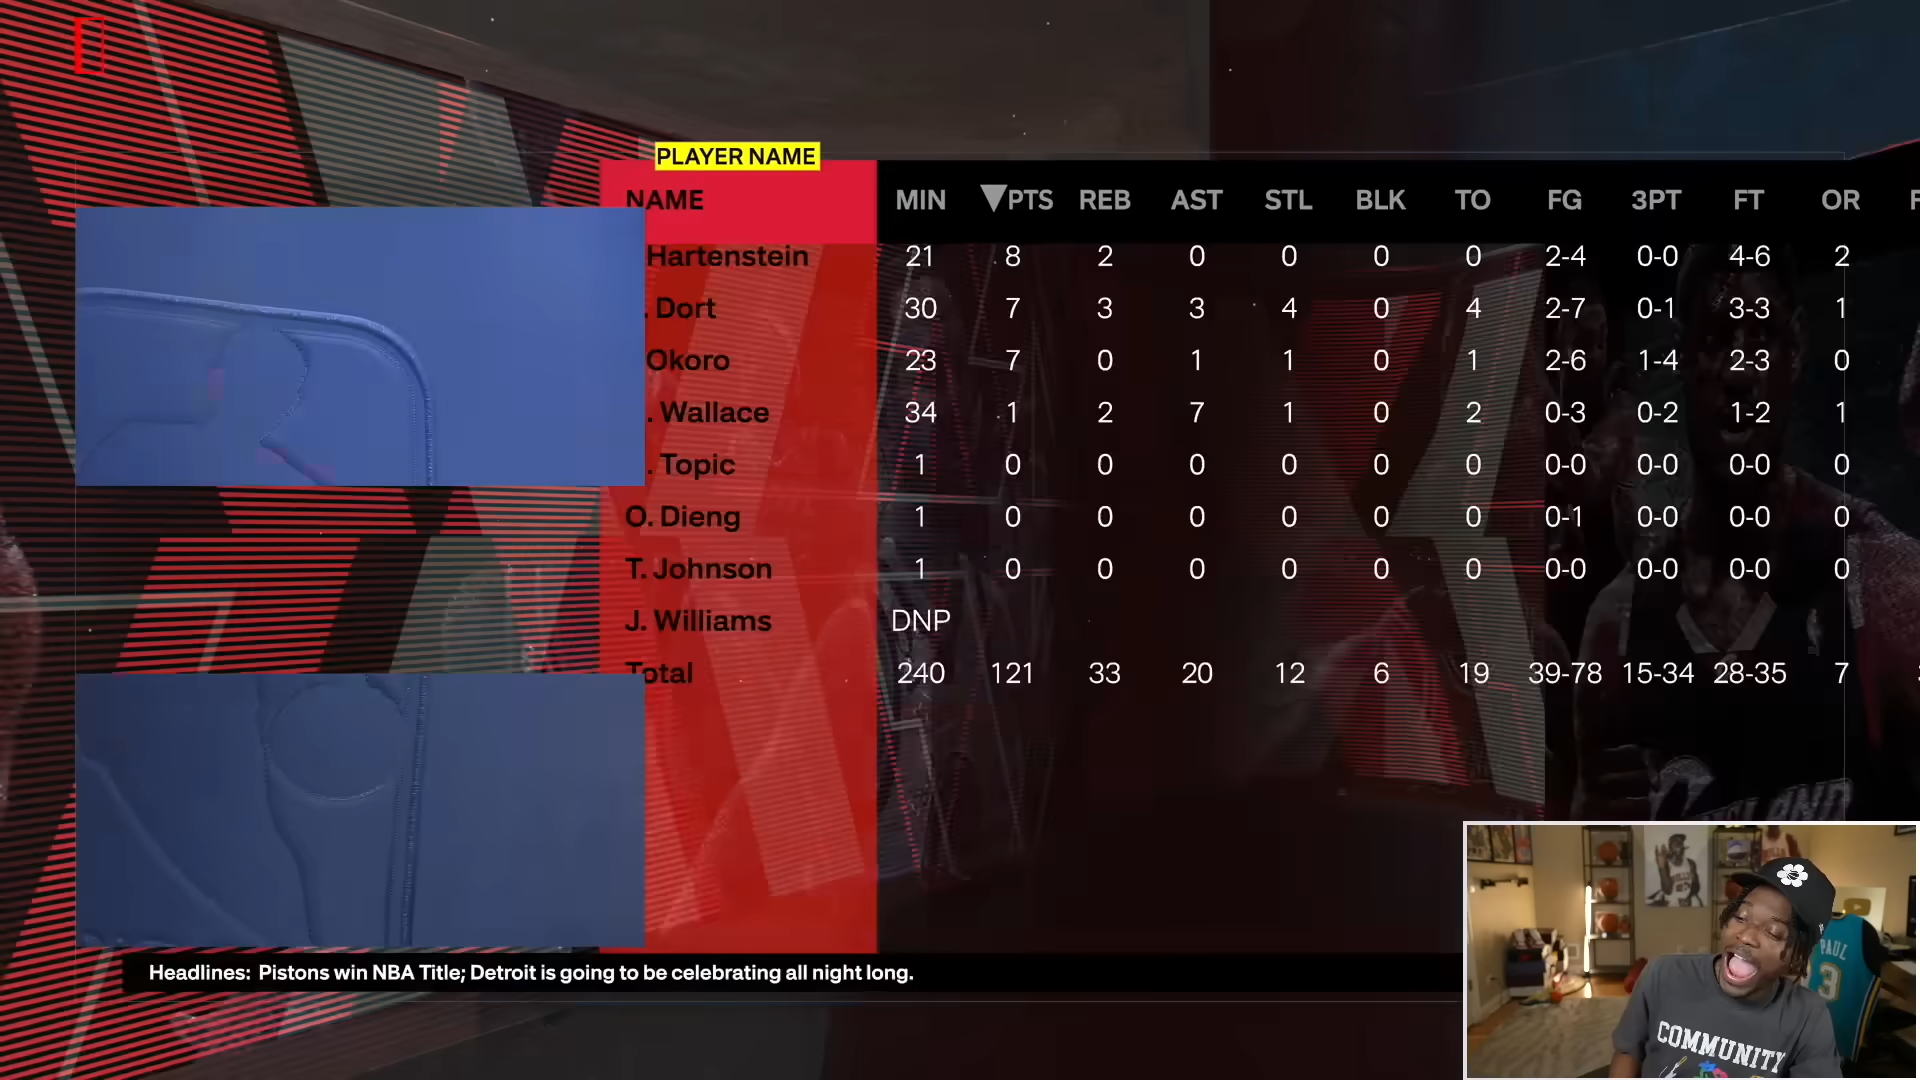 PLAYER NAME
NAME MIN PTS REB AST STL BLK TO FG 3PT FT OR F
Hartenstein 21 8 2 0 0 0 0 2-4 0-0 4-6 2
. Dort 30 7 3 3 4 0 4 2-7 0-1 3-3 1
Okoro 23 7 0 1 1 0 1 2-6 1-4 2-3 0
. Wallace 34 1 2 7 1 0 2 0-3 0-2 1-2 1
. Topic 1 0 0 0 0 0 0 0-0 0-0 0-0 0
O. Dieng 1 0 0 0 0 0 0 0-1 0-0 0-0 0
T. Johnson 1 0 0 0 0 0 0 0-0 0-0 0-0 0
J. Williams DNP
Total 240 121 33 20 12 6 19 39-78 15-34 28-35 7
Headlines: Pistons win NBA Title; Detroit is going to be celebrating all night long.
PAUL
3
COMMUNITY